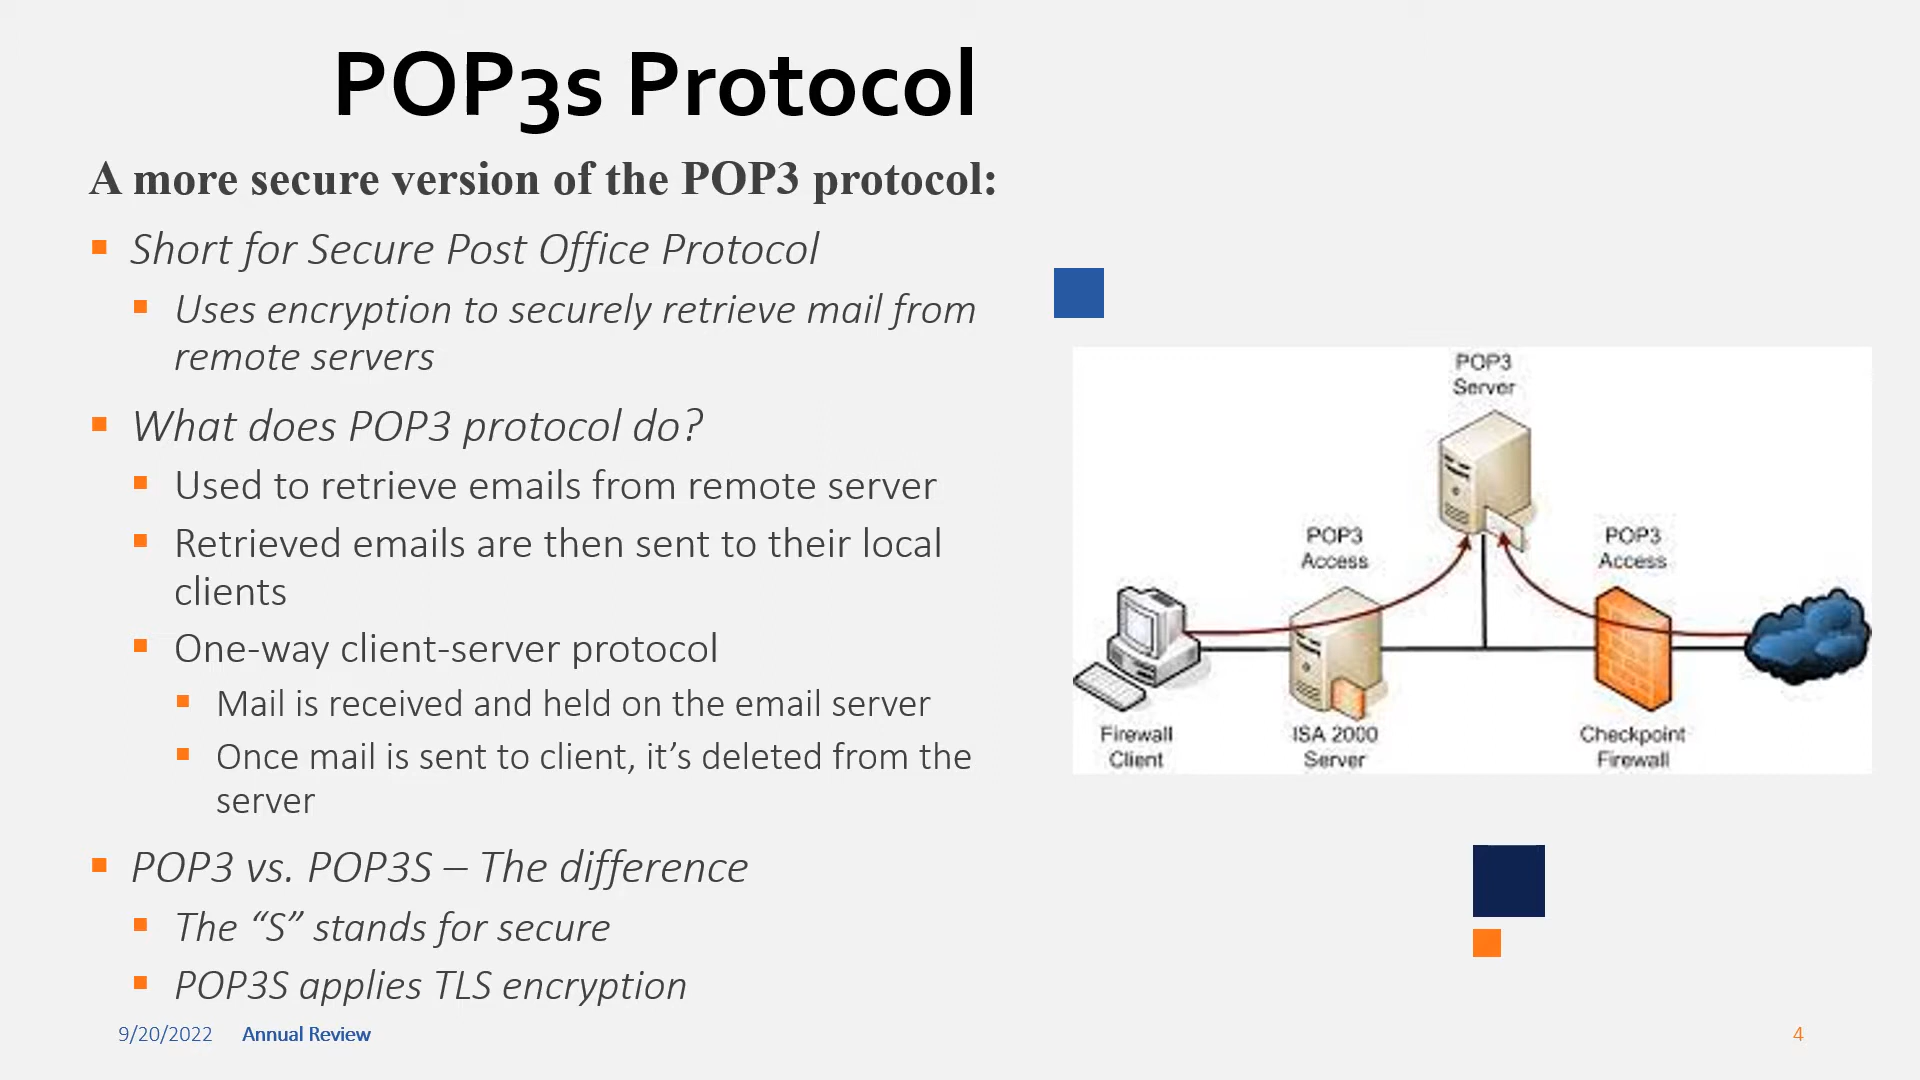 POP3s Protocol
A more secure version of the POP3 protocol:
Short for Secure Post Office Protocol
Uses encryption to securely retrieve mail from
remote servers
What does POP3 protocol do?
Used to retrieve emails from remote server
Retrieved emails are then sent to their local
clients
One-way client-server protocol
Mail is received and held on the email server
Once mail is sent to client, it’s deleted from the
server
POP3 vs. POP3S – The difference
The “S” stands for secure
POP3S applies TLS encryption
POP3
Server
POP3
Access
POP3
Access
Firewall
Client
ISA 2000
Server
Checkpoint
Firewall
9/20/2022 Annual Review
4